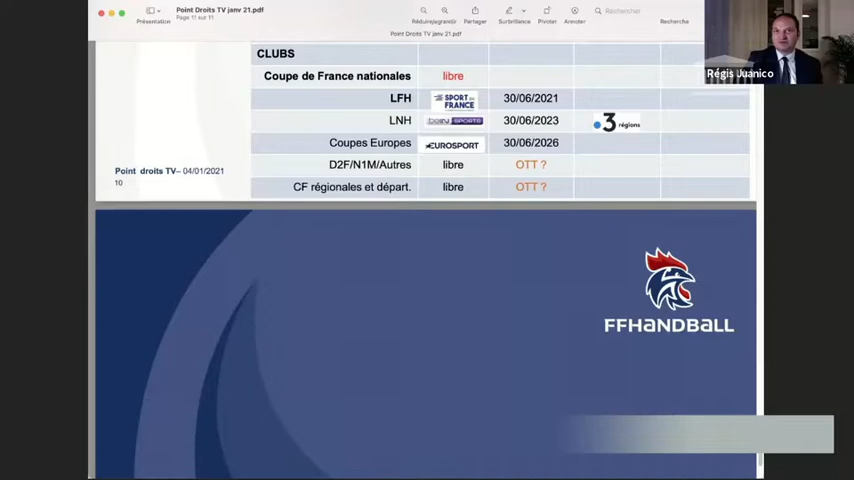 Point Droits TV janv 21.pdf
Page 11 sur 11
Présentation
Réduire/agrandir
Partager
Surbrillance
Pivoter
Annoter
Rechercher
Recherche
Point Droits TV janv 21.pdf
Régis Juanico
CLUBS
Coupe de France nationales libre
LFH SPORT EN FRANCE 30/06/2021
LNH beIN SPORTS 30/06/2023 3 régions
Coupes Europes EUROSPORT 30/06/2026
D2F/N1M/Autres libre OTT ?
CF régionales et départ. libre OTT ?
Point droits TV– 04/01/2021
10
FFHANDBALL